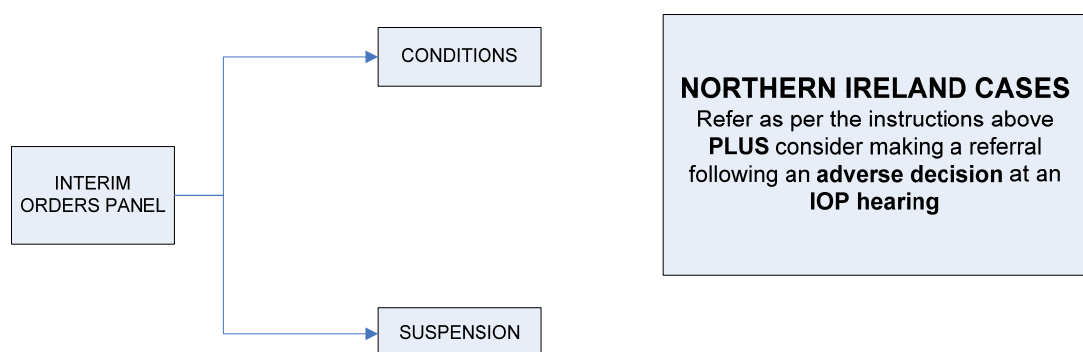 CONDITIONS
INTERIM
ORDERS PANEL
SUSPENSION
NORTHERN IRELAND CASES
Refer as per the instructions above
PLUS consider making a referral
following an adverse decision at an
IOP hearing